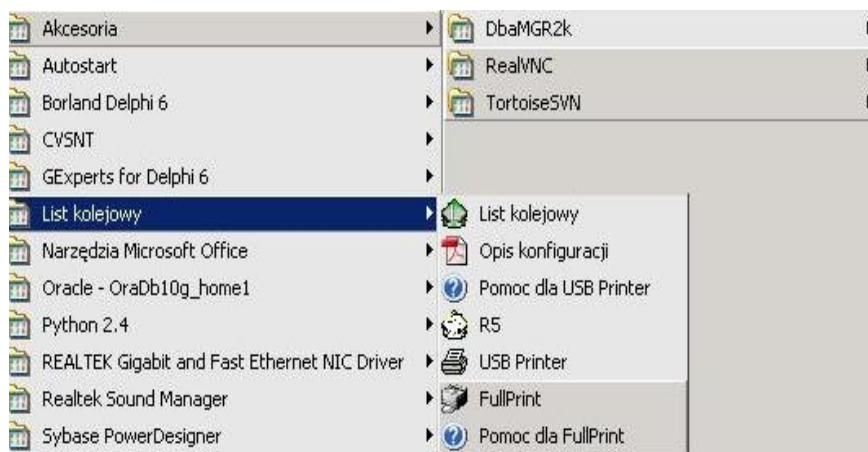 Akcesoria
Autostart
Borland Delphi 6
CVSNT
GExperts for Delphi 6
List kolejowy
Narzędzia Microsoft Office
Oracle - OraDb10g_home1
Python 2.4
REALTEK Gigabit and Fast Ethernet NIC Driver
Realtek Sound Manager
Sybase PowerDesigner
DbaMGR2k
RealVNC
TortoiseSVN
List kolejowy
Opis konfiguracji
Pomoc dla USB Printer
R5
USB Printer
FullPrint
Pomoc dla FullPrint